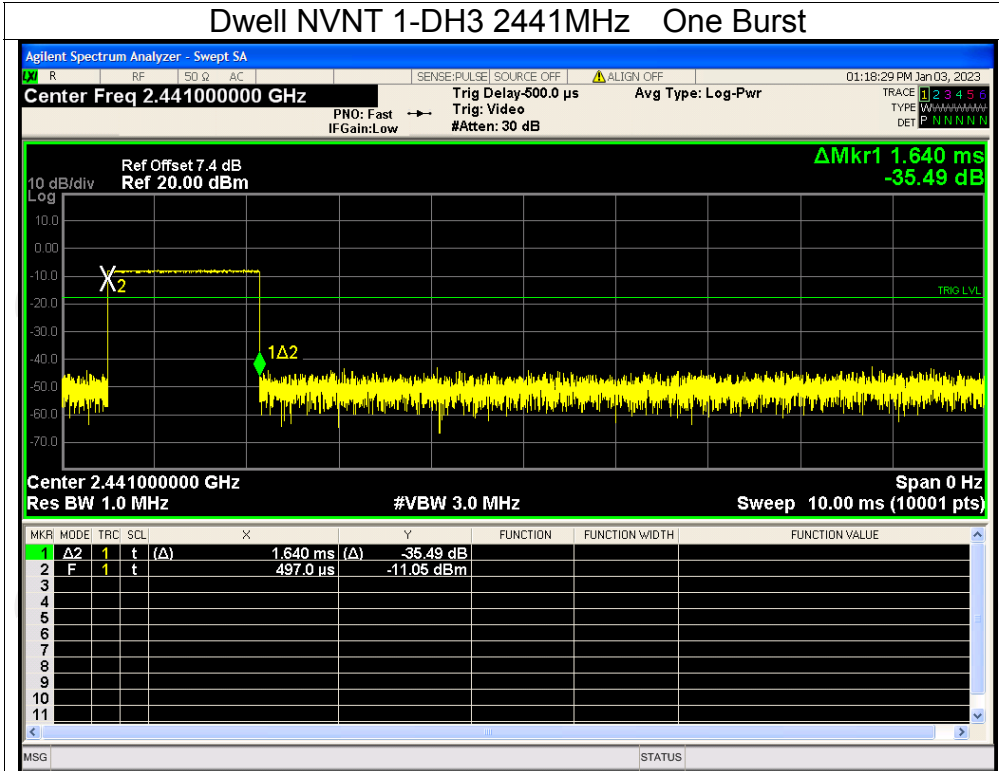 Dwell NVNT 1-DH3 2441MHz One Burst
Agilent Spectrum Analyzer - Swept SA
LXI R RF 50 Ω AC SENSE:PULSE SOURCE OFF ALIGN OFF 01:18:29 PM Jan 03, 2023
Center Freq 2.441000000 GHz
PNO: Fast
IFGain:Low
Trig Delay-500.0 µs
Trig: Video
#Atten: 30 dB
Avg Type: Log-Pwr
TRACE 1 2 3 4 5 6
TYPE WWWWWWW
DET P N N N N N
ΔMkr1 1.640 ms
-35.49 dB
Ref Offset 7.4 dB
10 dB/div Ref 20.00 dBm
Log
10.0
0.00
-10.0
2
TRIG LVL
-20.0
-30.0
1Δ2
-40.0
-50.0
-60.0
-70.0
Center 2.441000000 GHz Span 0 Hz
Res BW 1.0 MHz #VBW 3.0 MHz Sweep 10.00 ms (10001 pts)
MKR MODE TRC SCL X Y FUNCTION FUNCTION WIDTH FUNCTION VALUE
1 Δ2 1 t (Δ) 1.640 ms (Δ) -35.49 dB
2 F 1 t 497.0 µs -11.05 dBm
3
4
5
6
7
8
9
10
11
MSG STATUS